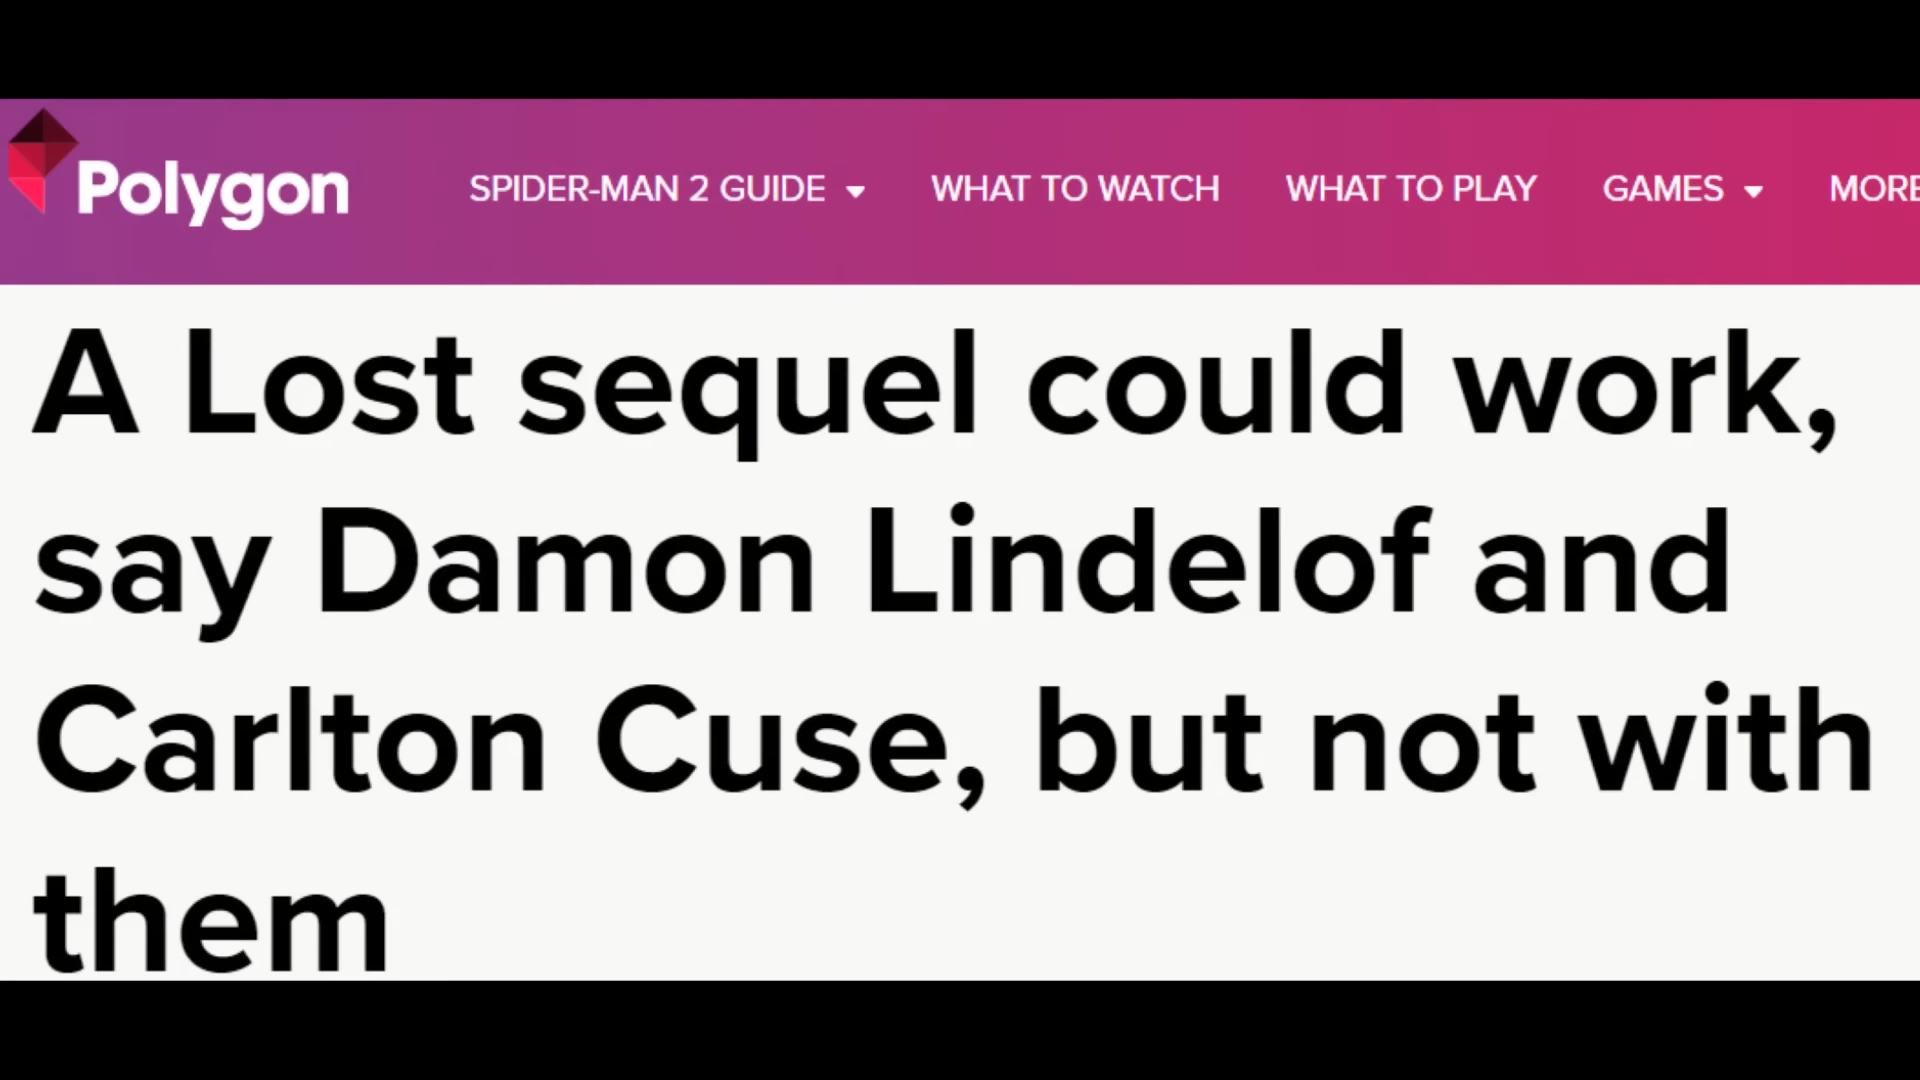 Polygon SPIDER-MAN 2 GUIDE WHAT TO WATCH WHAT TO PLAY GAMES MORE
A Lost sequel could work,
say Damon Lindelof and
Carlton Cuse, but not with
them